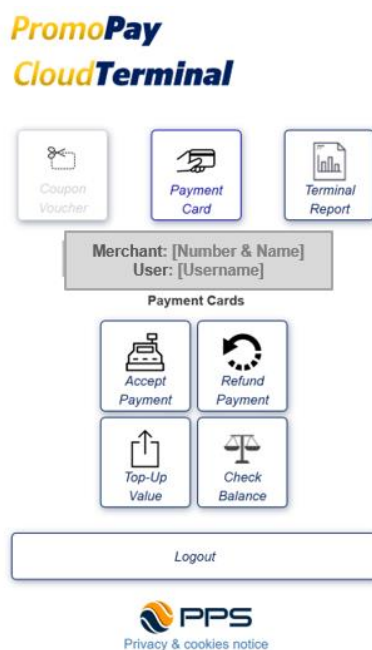 PromoPay
CloudTerminal
Coupon
Voucher
Payment
Card
Terminal
Report
Merchant: [Number & Name]
User: [Username]
Payment Cards
Accept
Payment
Refund
Payment
Top-Up
Value
Check
Balance
Logout
PPS
Privacy & cookies notice